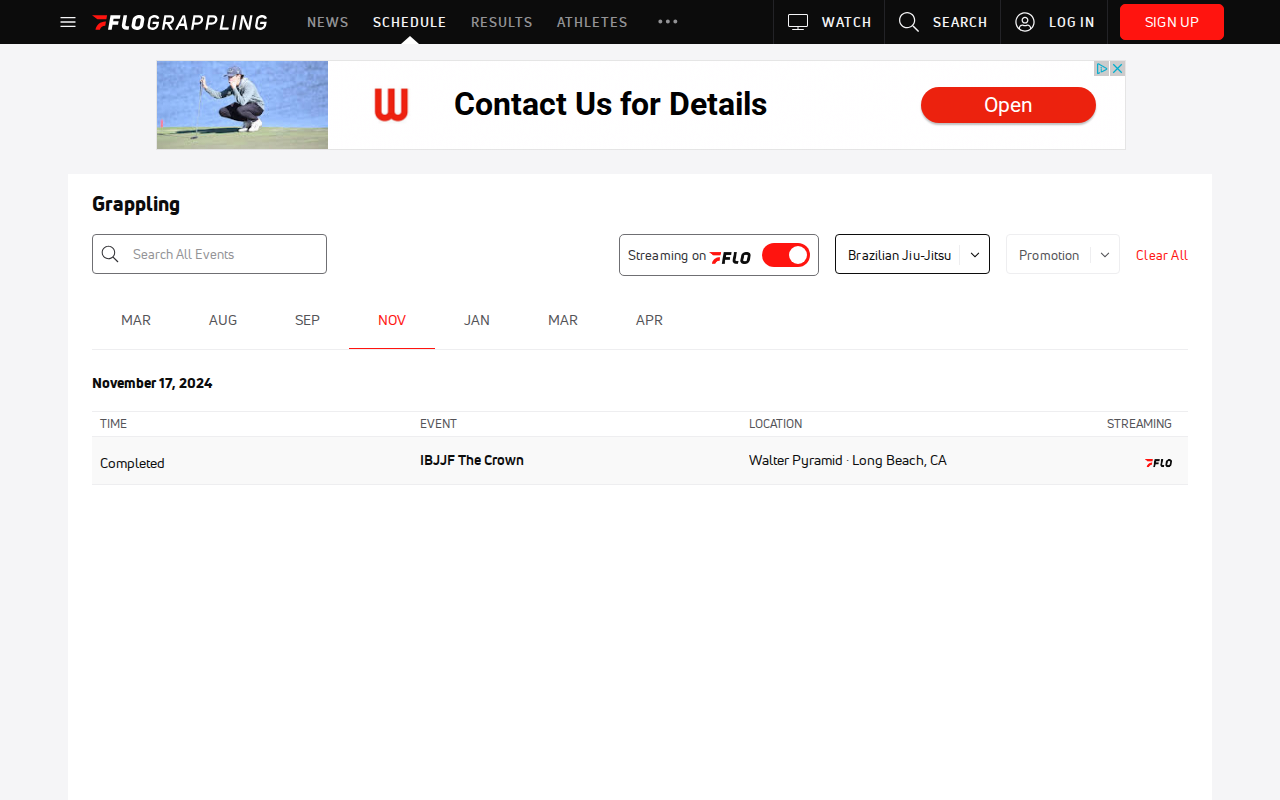 FLOGRAPPLING NEWS SCHEDULE RESULTS ATHLETES WATCH SEARCH LOG IN SIGN UP
W Contact Us for Details Open
Grappling
Search All Events Streaming on FLO Brazilian Jiu-Jitsu Promotion Clear All
MAR AUG SEP NOV JAN MAR APR
November 17, 2024
TIME EVENT LOCATION STREAMING
Completed IBJJF The Crown Walter Pyramid · Long Beach, CA FLO